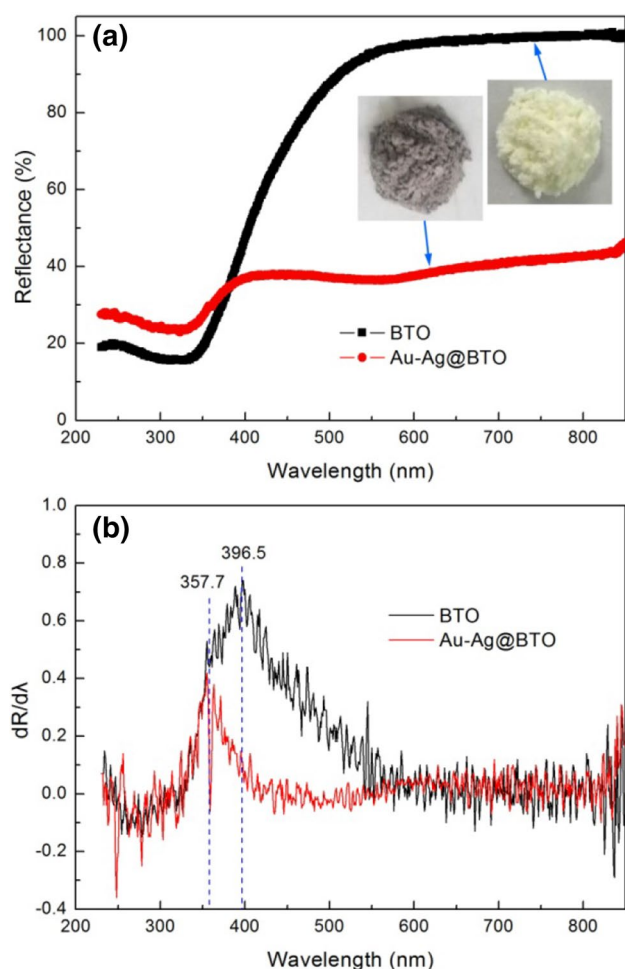 (a)
100
80
60
40
20
0
Reflectance (%)
BTO
Au-Ag@BTO
200 300 400 500 600 700 800
Wavelength (nm)
(b)
1.0
0.8
0.6
0.4
0.2
0.0
-0.2
-0.4
dR/dλ
357.7
396.5
BTO
Au-Ag@BTO
200 300 400 500 600 700 800
Wavelength (nm)